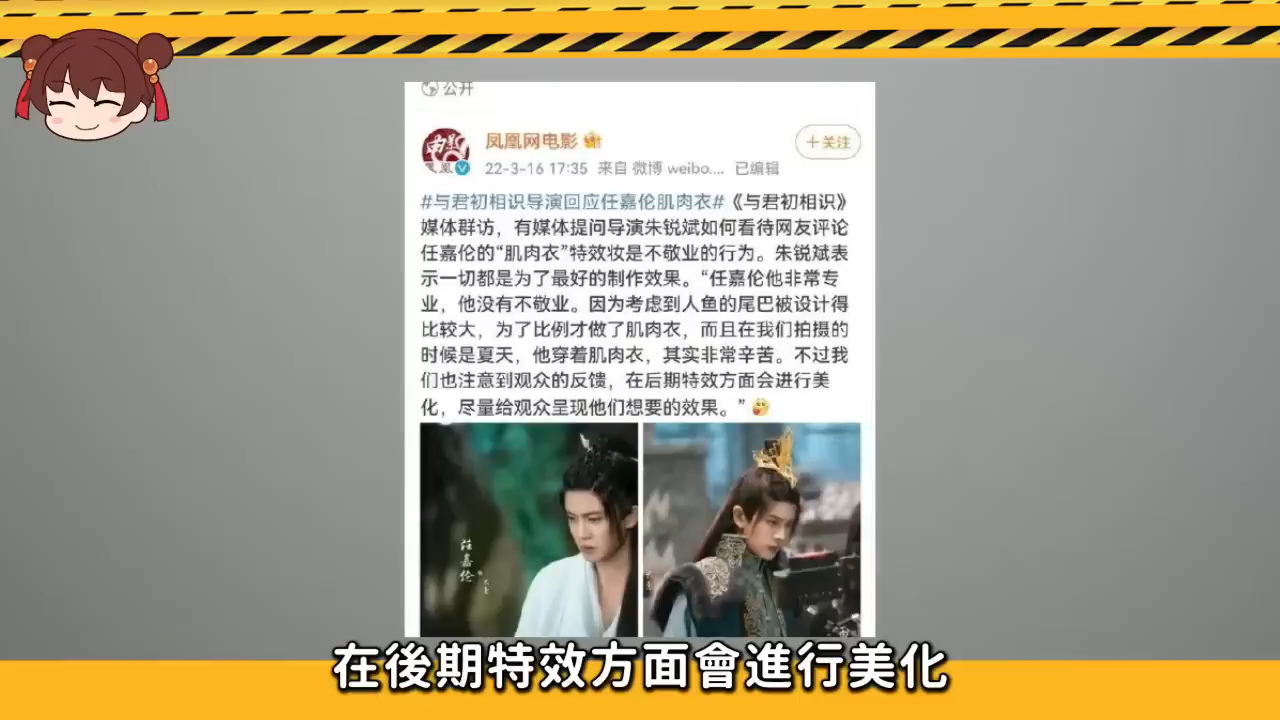 公开
凤凰网电影
+关注
22-3-16 17:35 来自 微博 weibo.... 已编辑
#与君初相识导演回应任嘉伦肌肉衣#《与君初相识》
媒体群访，有媒体提问导演朱锐斌如何看待网友评论
任嘉伦的“肌肉衣”特效妆是不敬业的行为。朱锐斌表
示一切都是为了最好的制作效果。“任嘉伦他非常专
业，他没有不敬业。因为考虑到人鱼的尾巴被设计得
比较大，为了比例才做了肌肉衣，而且在我们拍摄的
时候是夏天，他穿着肌肉衣，其实非常辛苦。不过我
们也注意到观众的反馈，在后期特效方面会进行美
化，尽量给观众呈现他们想要的效果。”
任嘉伦
在後期特效方面會進行美化